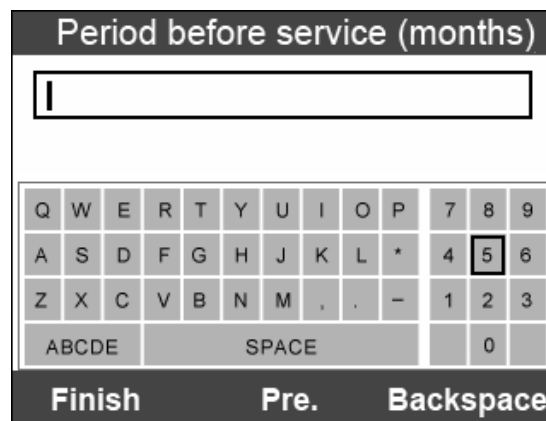 Period before service (months)
Q W E R T Y U I O P 7 8 9
A S D F G H J K L * 4 5 6
Z X C V B N M , . – 1 2 3
ABCDE SPACE 0
Finish Pre. Backspace